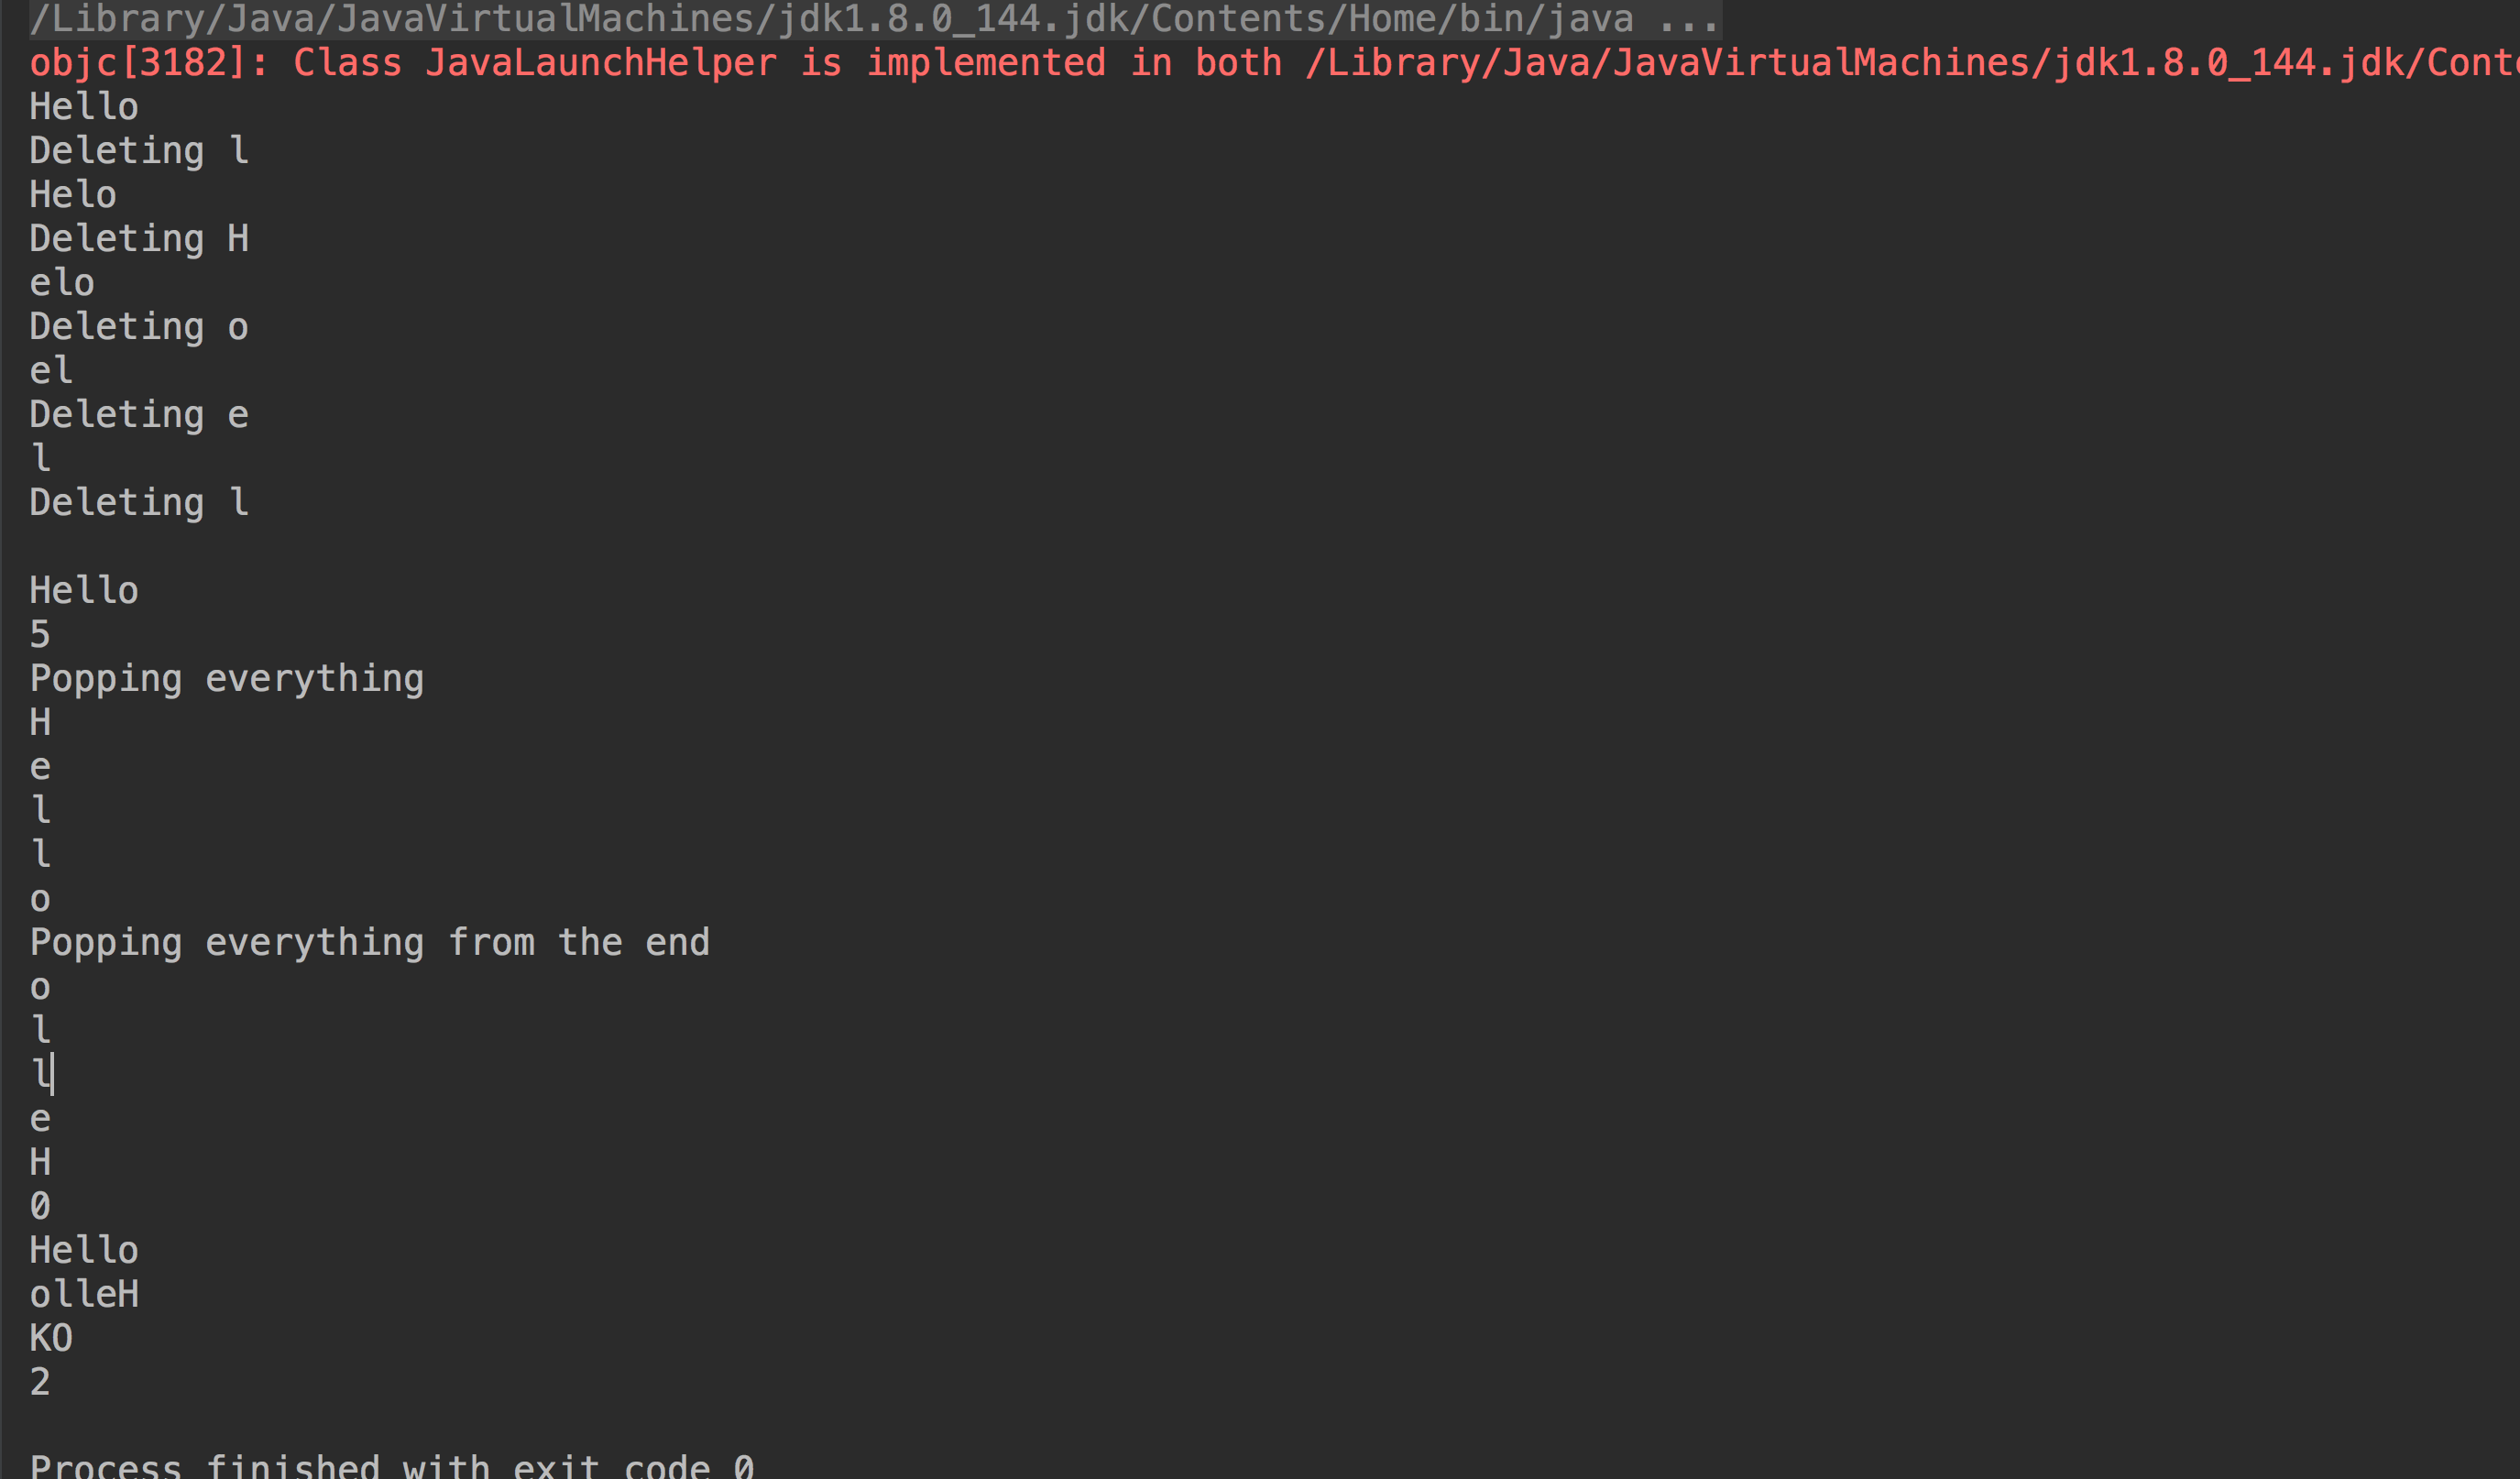 /Library/Java/JavaVirtualMachines/jdk1.8.0_144.jdk/Contents/Home/bin/java ...
objc[3182]: Class JavaLaunchHelper is implemented in both /Library/Java/JavaVirtualMachines/jdk1.8.0_144.jdk/Conte
Hello
Deleting l
Helo
Deleting H
elo
Deleting o
el
Deleting e
l
Deleting l
Hello
5
Popping everything
H
e
l
l
o
Popping everything from the end
o
l
l
e
H
0
Hello
olleH
KO
2
Process finished with exit code 0